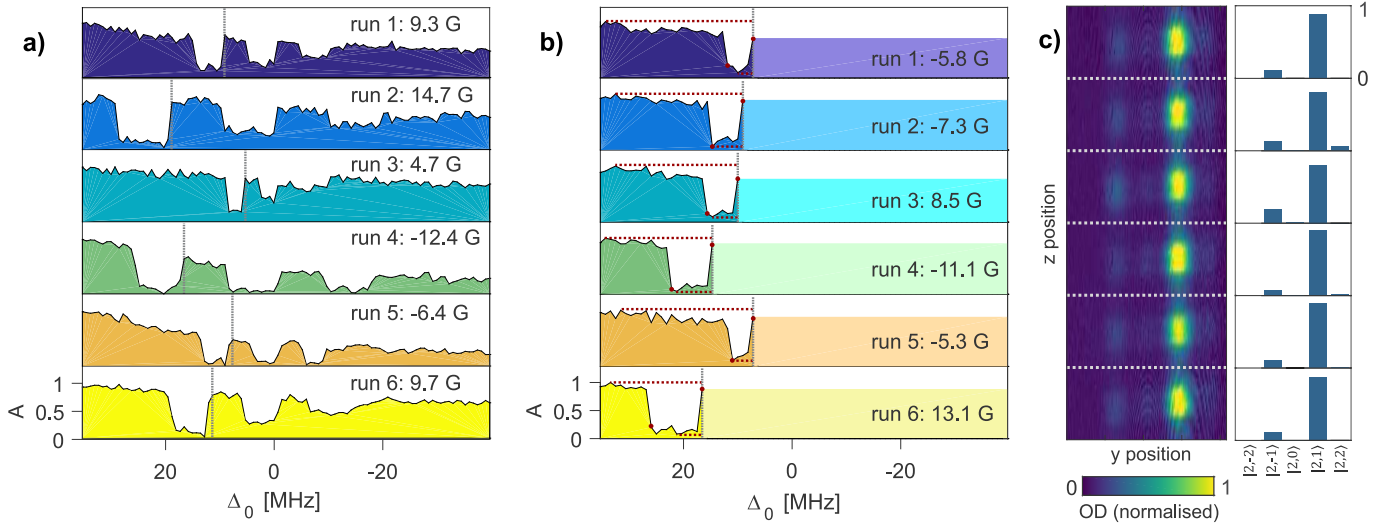 a)
run 1: 9.3 G
run 2: 14.7 G
run 3: 4.7 G
run 4: -12.4 G
run 5: -6.4 G
run 6: 9.7 G
A
1
0.5
0
20
0
-20
Δ0 [MHz]
b)
run 1: -5.8 G
run 2: -7.3 G
run 3: 8.5 G
run 4: -11.1 G
run 5: -5.3 G
run 6: 13.1 G
A
1
0.5
0
20
0
-20
Δ0 [MHz]
c)
z position
y position
0
1
OD (normalised)
1
0
|2,-2⟩
|2,-1⟩
|2,0⟩
|2,1⟩
|2,2⟩